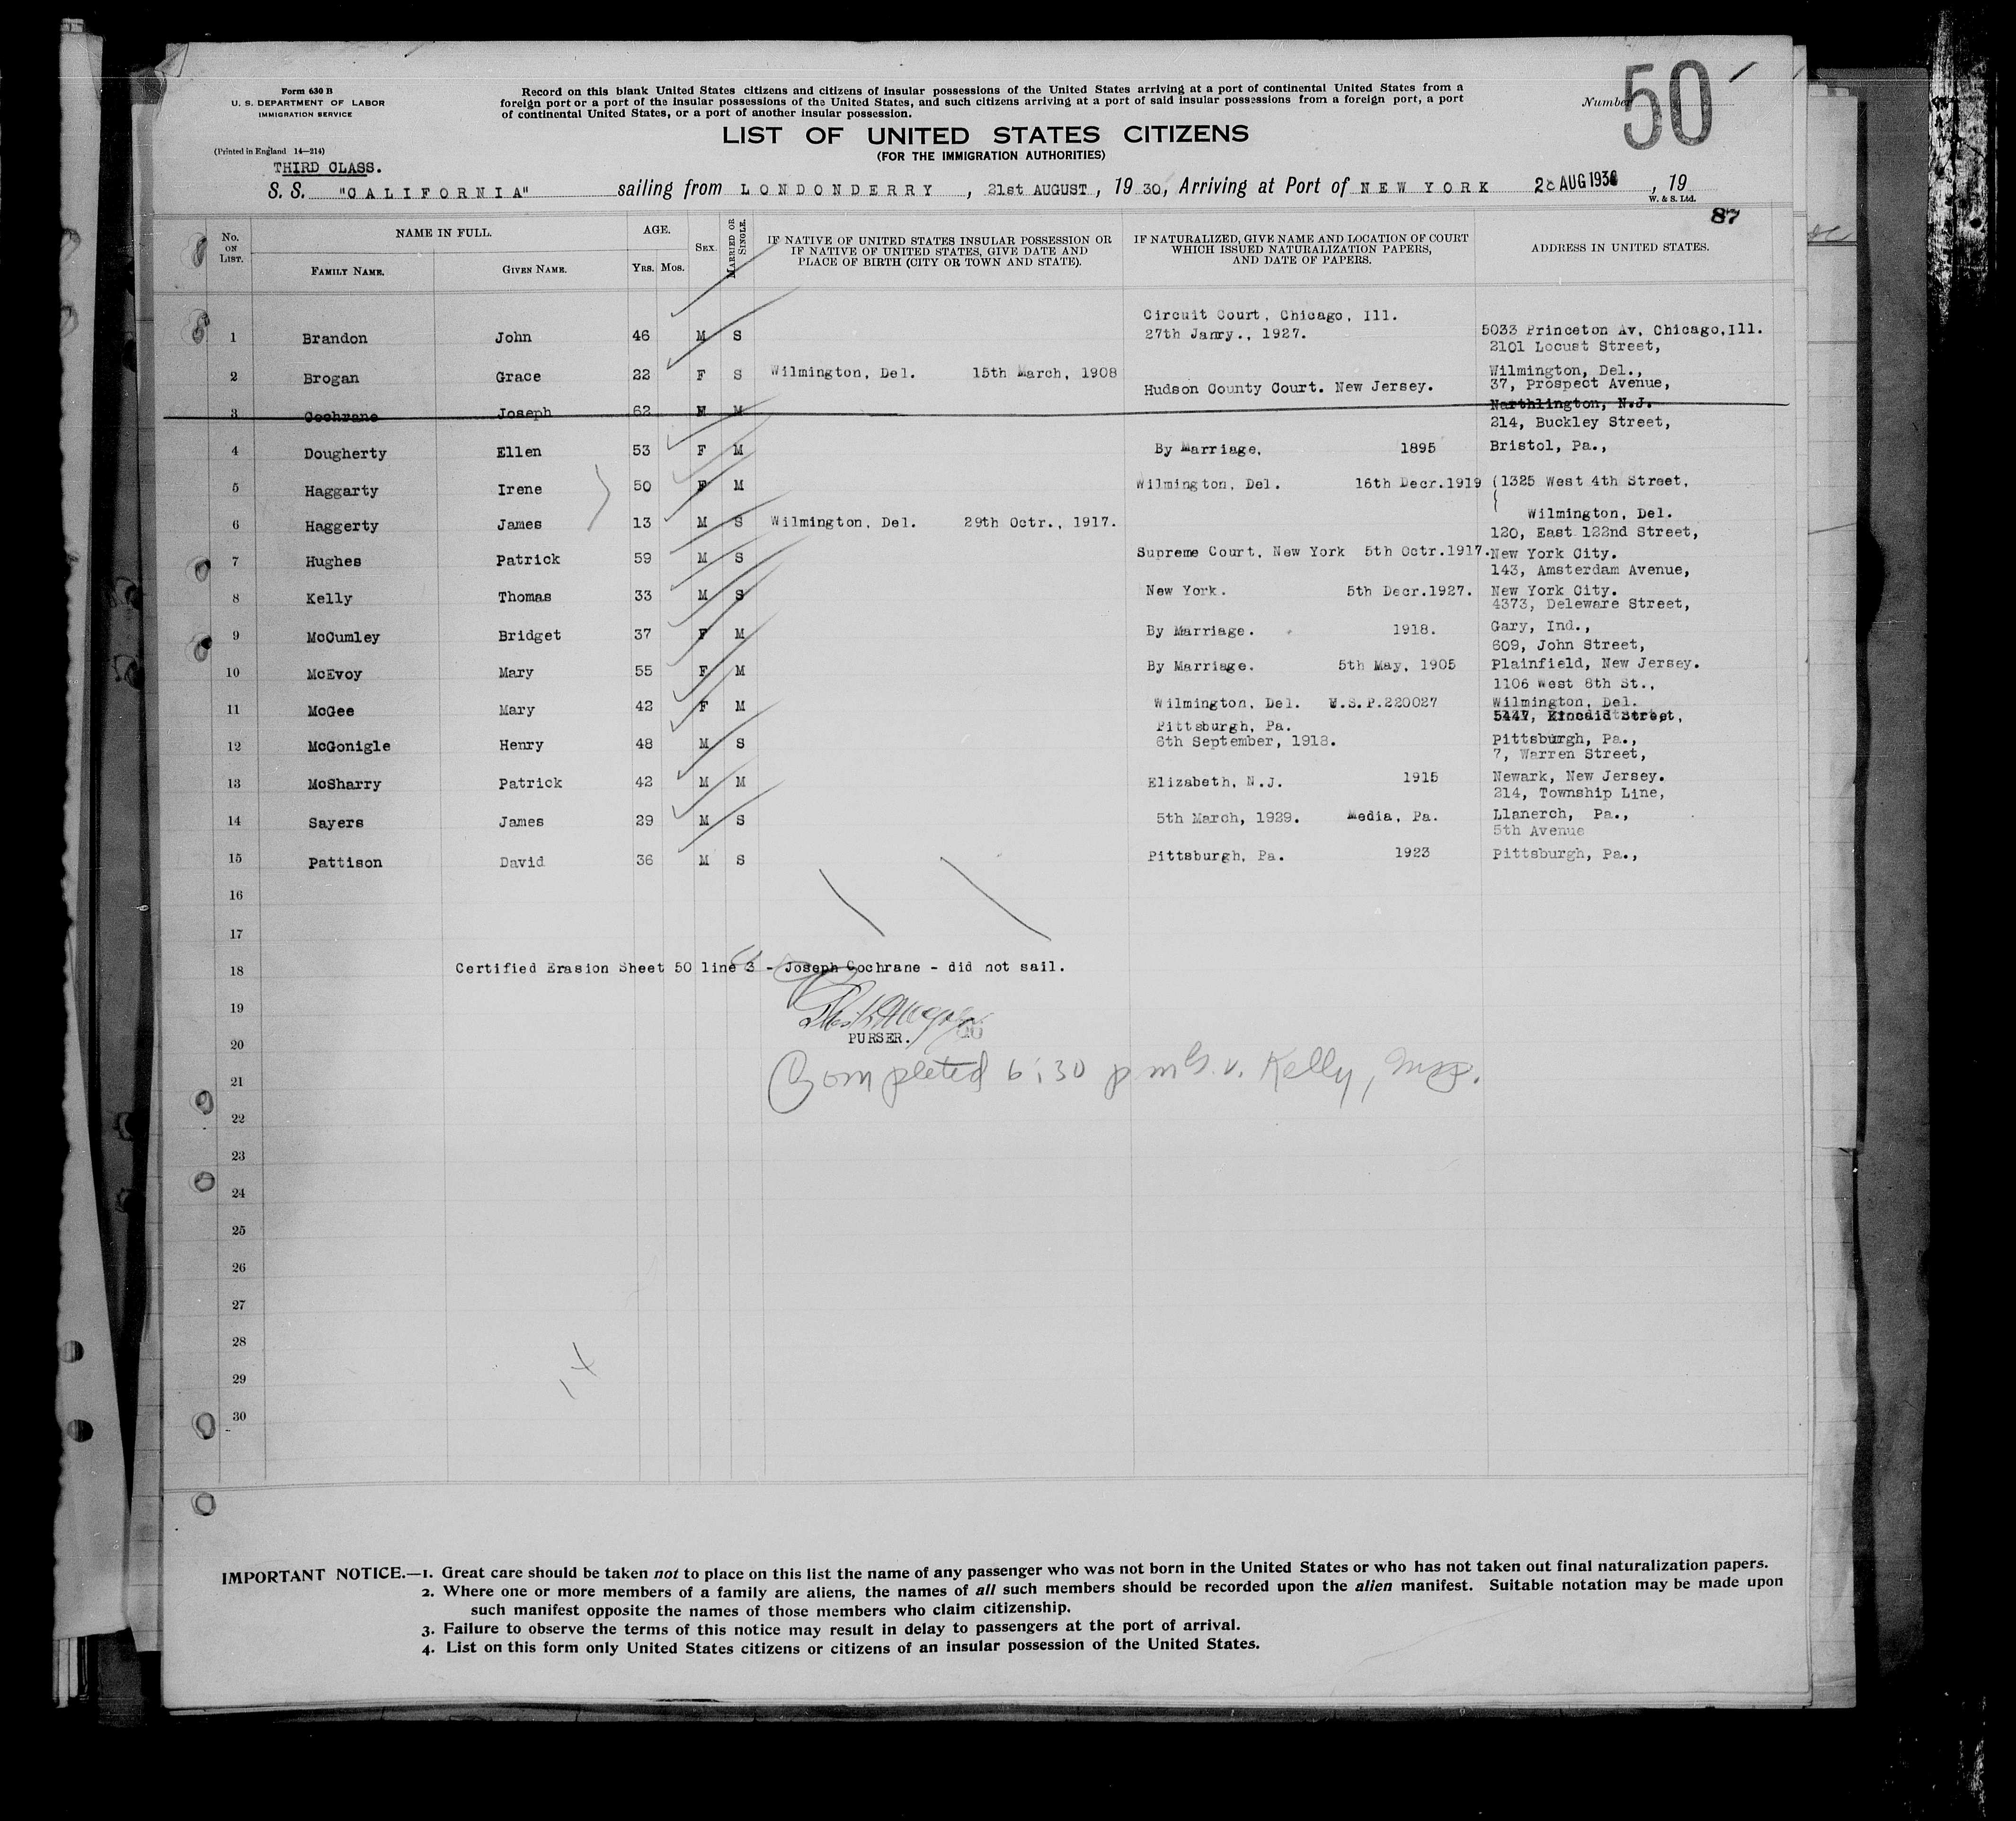 Form 630 B
U. S. DEPARTMENT OF LABOR
IMMIGRATION SERVICE
(Printed in England 14—214)
Record on this blank United States citizens and citizens of insular possessions of the United States arriving at a port of continental United States from a
foreign port or a port of the insular possessions of the United States, and such citizens arriving at a port of said insular possessions from a foreign port, a port
of continental United States, or a port of another insular possession.
Number 50
LIST OF UNITED STATES CITIZENS
(FOR THE IMMIGRATION AUTHORITIES)
THIRD CLASS.
S. S. "CALIFORNIA" sailing from LONDONDERRY, 21st AUGUST, 19 30, Arriving at Port of NEW YORK AUG 1930, 19
W. & S. Ltd.
87
No. ON LIST. NAME IN FULL. FAMILY NAME. GIVEN NAME. AGE. YRS. MOS. SEX. MARRIED OR SINGLE. IF NATIVE OF UNITED STATES INSULAR POSSESSION OR IF NATIVE OF UNITED STATES, GIVE DATE AND PLACE OF BIRTH (CITY OR TOWN AND STATE). IF NATURALIZED, GIVE NAME AND LOCATION OF COURT WHICH ISSUED NATURALIZATION PAPERS, AND DATE OF PAPERS. ADDRESS IN UNITED STATES.
Circuit Court, Chicago, Ill.
1 Brandon John 46 M S 27th Janry., 1927. 5033 Princeton Av, Chicago,Ill.
2101 Locust Street,
2 Brogan Grace 22 F S Wilmington, Del. 15th March, 1908 Wilmington, Del.,
Hudson County Court. New Jersey. 37, Prospect Avenue,
3 Cochrane Joseph 62 M M Narthlington, N.J.
214, Buckley Street,
4 Dougherty Ellen 53 F M By Marriage, 1895 Bristol, Pa.,
5 Haggarty Irene 50 F M Wilmington, Del. 16th Decr.1919 (1325 West 4th Street,
6 Haggerty James 13 M S Wilmington, Del. 29th Octr., 1917. Wilmington, Del.
120, East 122nd Street,
7 Hughes Patrick 59 M S Supreme Court, New York 5th Octr.1917. New York City.
143, Amsterdam Avenue,
8 Kelly Thomas 33 M S New York. 5th Decr.1927. New York City.
4373, Deleware Street,
9 McCumley Bridget 37 F M By Marriage. 1918. Gary, Ind.,
609, John Street,
10 McEvoy Mary 55 F M By Marriage. 5th May, 1905 Plainfield, New Jersey.
1106 West 8th St.,
11 McGee Mary 42 F M Wilmington, Del. U.S.P.220027 Wilmington, Del.
Pittsburgh, Pa. Kincaid Street,
12 McGonigle Henry 48 M S 6th September, 1918. Pittsburgh, Pa.,
7, Warren Street,
13 McSharry Patrick 42 M M Elizabeth, N.J. 1915 Newark, New Jersey.
214, Township Line,
14 Sayers James 29 M S 5th March, 1929. Media, Pa. Llanerch, Pa.,
5th Avenue
15 Pattison David 36 M S Pittsburgh, Pa. 1923 Pittsburgh, Pa.,
16
17
18 Certified Erasion Sheet 50 line 3 - Joseph Cochrane - did not sail.
19
PURSER.
20
Completed 6:30 pm V. Kelly, Insp.
21
22
23
24
25
26
27
28
29
30
14
IMPORTANT NOTICE.—1. Great care should be taken not to place on this list the name of any passenger who was not born in the United States or who has not taken out final naturalization papers.
2. Where one or more members of a family are aliens, the names of all such members should be recorded upon the alien manifest. Suitable notation may be made upon
such manifest opposite the names of those members who claim citizenship.
3. Failure to observe the terms of this notice may result in delay to passengers at the port of arrival.
4. List on this form only United States citizens or citizens of an insular possession of the United States.